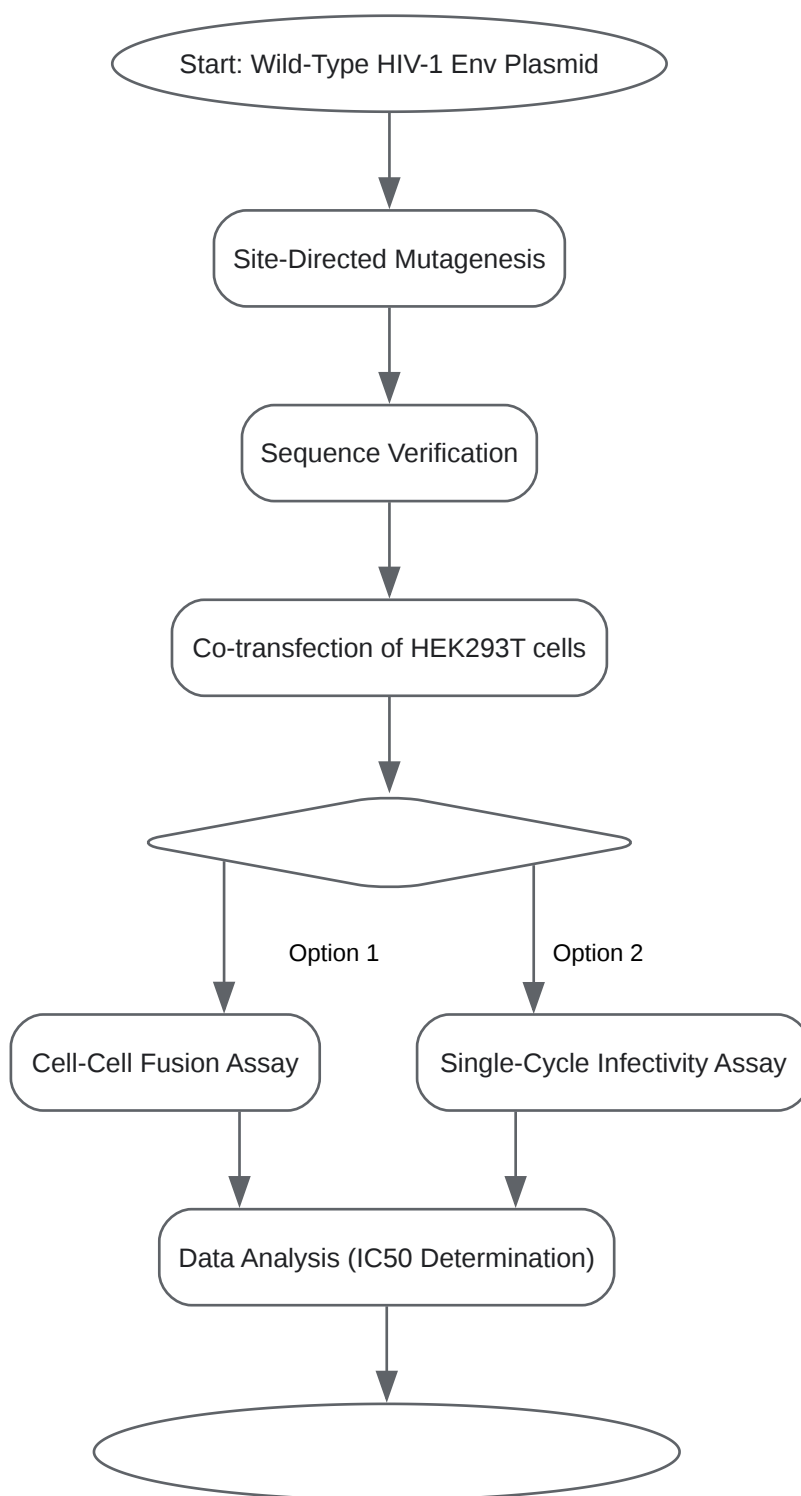 Start: Wild-Type HIV-1 Env Plasmid
Site-Directed Mutagenesis
Sequence Verification
Co-transfection of HEK293T cells
Option 1
Option 2
Cell-Cell Fusion Assay
Single-Cycle Infectivity Assay
Data Analysis (IC50 Determination)